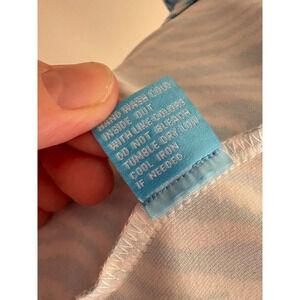 HAND WASH COLD
INSIDE OUT
WITH LIKE COLORS
DO NOT BLEACH
TUMBLE DRY LOW
COOL IRON
IF NEEDED